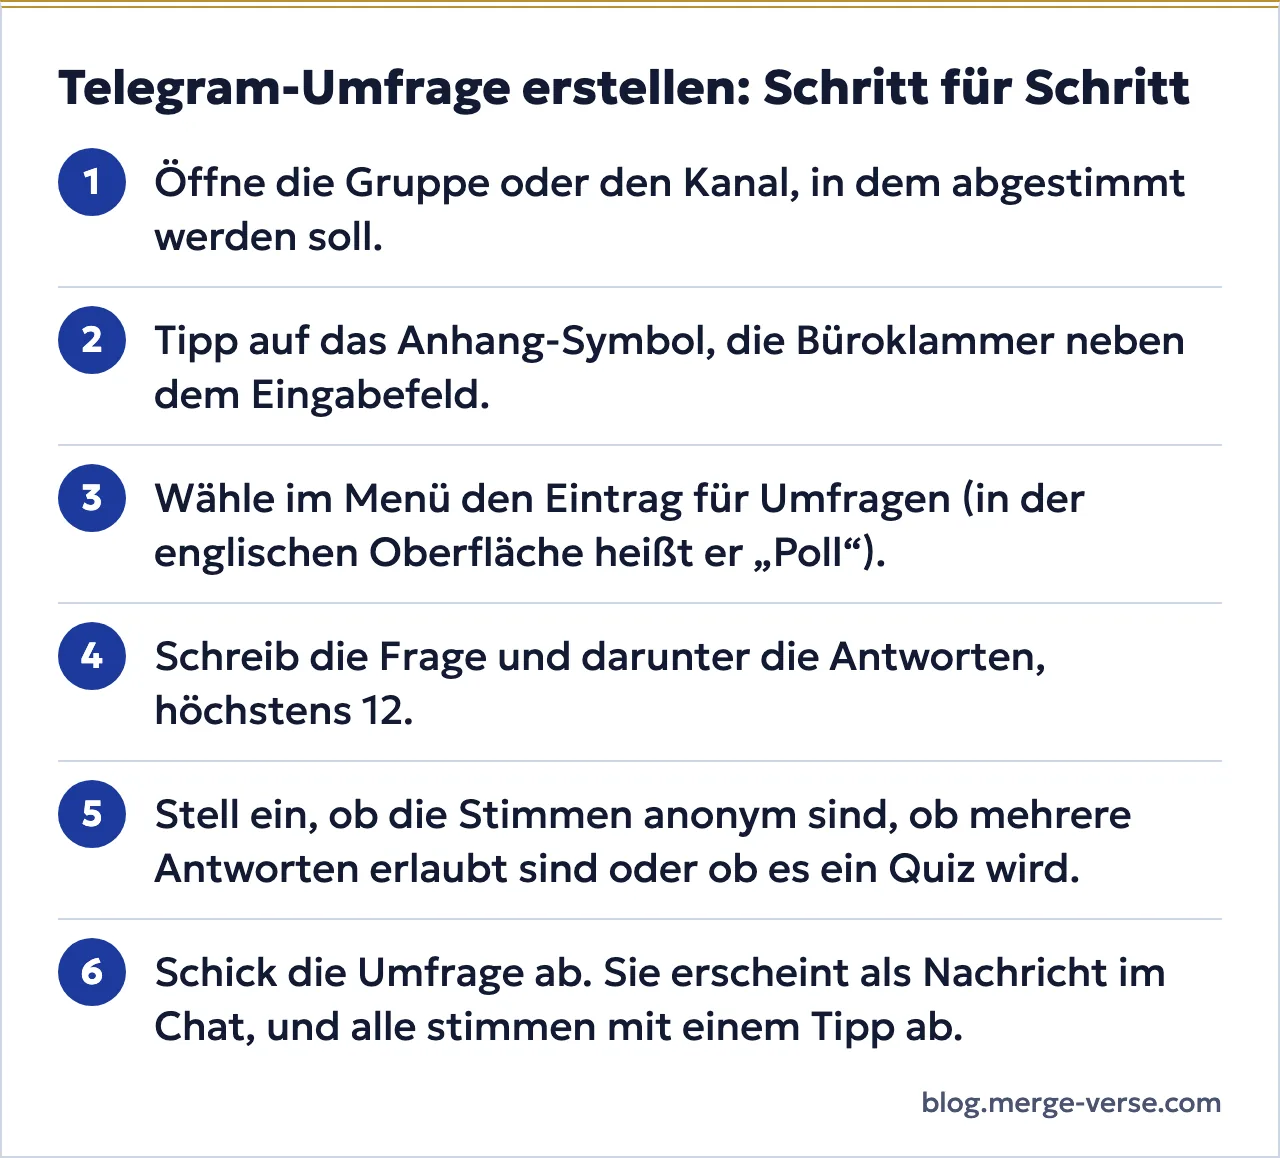 Telegram-Umfrage erstellen: Schritt für Schritt
1
Öffne die Gruppe oder den Kanal, in dem abgestimmt
werden soll.
2
Tipp auf das Anhang-Symbol, die Büroklammer neben
dem Eingabefeld.
3
Wähle im Menü den Eintrag für Umfragen (in der
englischen Oberfläche heißt er „Poll“).
4
Schreib die Frage und darunter die Antworten,
höchstens 12.
5
Stell ein, ob die Stimmen anonym sind, ob mehrere
Antworten erlaubt sind oder ob es ein Quiz wird.
6
Schick die Umfrage ab. Sie erscheint als Nachricht im
Chat, und alle stimmen mit einem Tipp ab.
blog.merge-verse.com